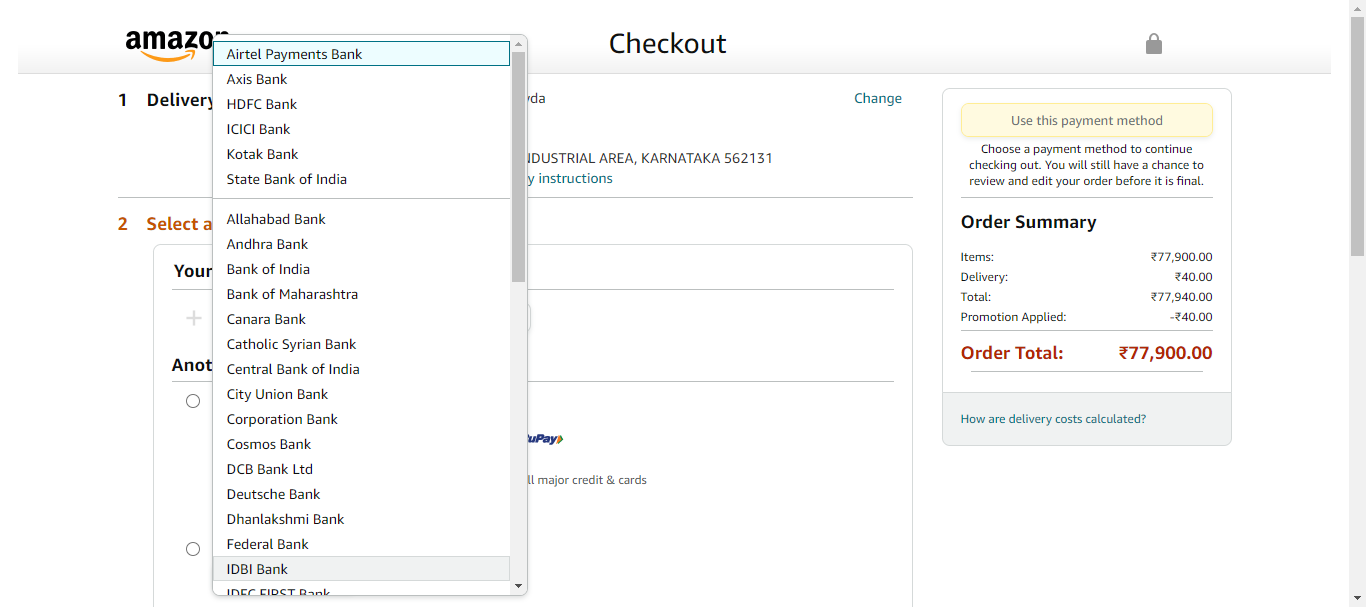 amazon
Checkout
1 Delivery
Change
INDUSTRIAL AREA, KARNATAKA 562131
instructions
2 Select a
Your
Anot
Airtel Payments Bank
Axis Bank
HDFC Bank
ICICI Bank
Kotak Bank
State Bank of India
Allahabad Bank
Andhra Bank
Bank of India
Bank of Maharashtra
Canara Bank
Catholic Syrian Bank
Central Bank of India
City Union Bank
Corporation Bank
Cosmos Bank
DCB Bank Ltd
Deutsche Bank
Dhanlakshmi Bank
Federal Bank
IDBI Bank
IDFC FIRST Bank
uPay
ll major credit & cards
Use this payment method
Choose a payment method to continue
checking out. You will still have a chance to
review and edit your order before it is final.
Order Summary
Items: ₹77,900.00
Delivery: ₹40.00
Total: ₹77,940.00
Promotion Applied: -₹40.00
Order Total: ₹77,900.00
How are delivery costs calculated?